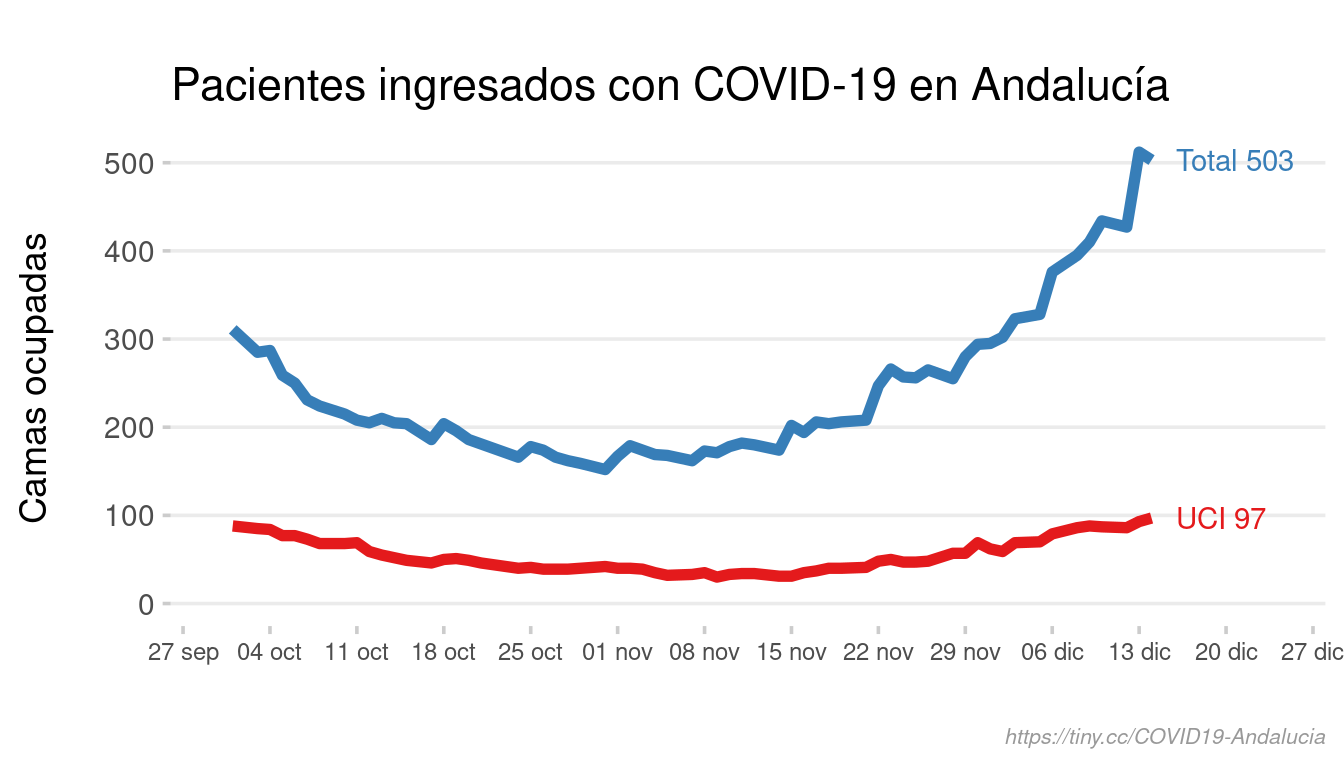 Pacientes ingresados con COVID-19 en Andalucía
Camas ocupadas
500
400
300
200
100
0
Total 503
UCI 97
27 sep 04 oct 11 oct 18 oct 25 oct 01 nov 08 nov 15 nov 22 nov 29 nov 06 dic 13 dic 20 dic 27 dic
https://tiny.cc/COVID19-Andalucia